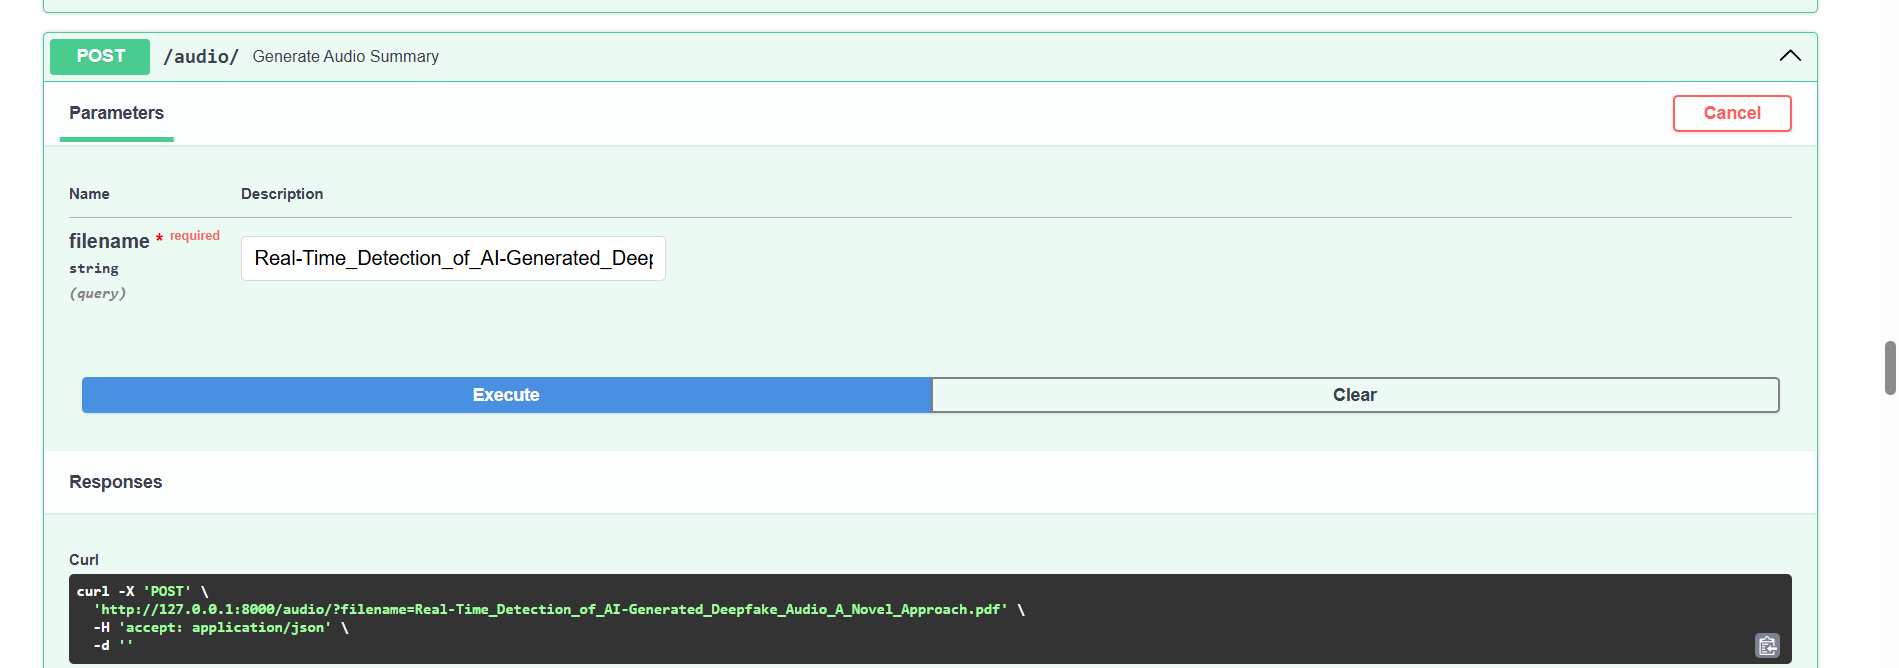 POST /audio/ Generate Audio Summary
Parameters
Cancel
Name Description
filename * required
string
(query)
Real-Time_Detection_of_AI-Generated_Deep
Execute
Clear
Responses
Curl
curl -X 'POST' \
'http://127.0.0.1:8000/audio/?filename=Real-Time_Detection_of_AI-Generated_Deepfake_Audio_A_Novel_Approach.pdf' \
-H 'accept: application/json' \
-d ''